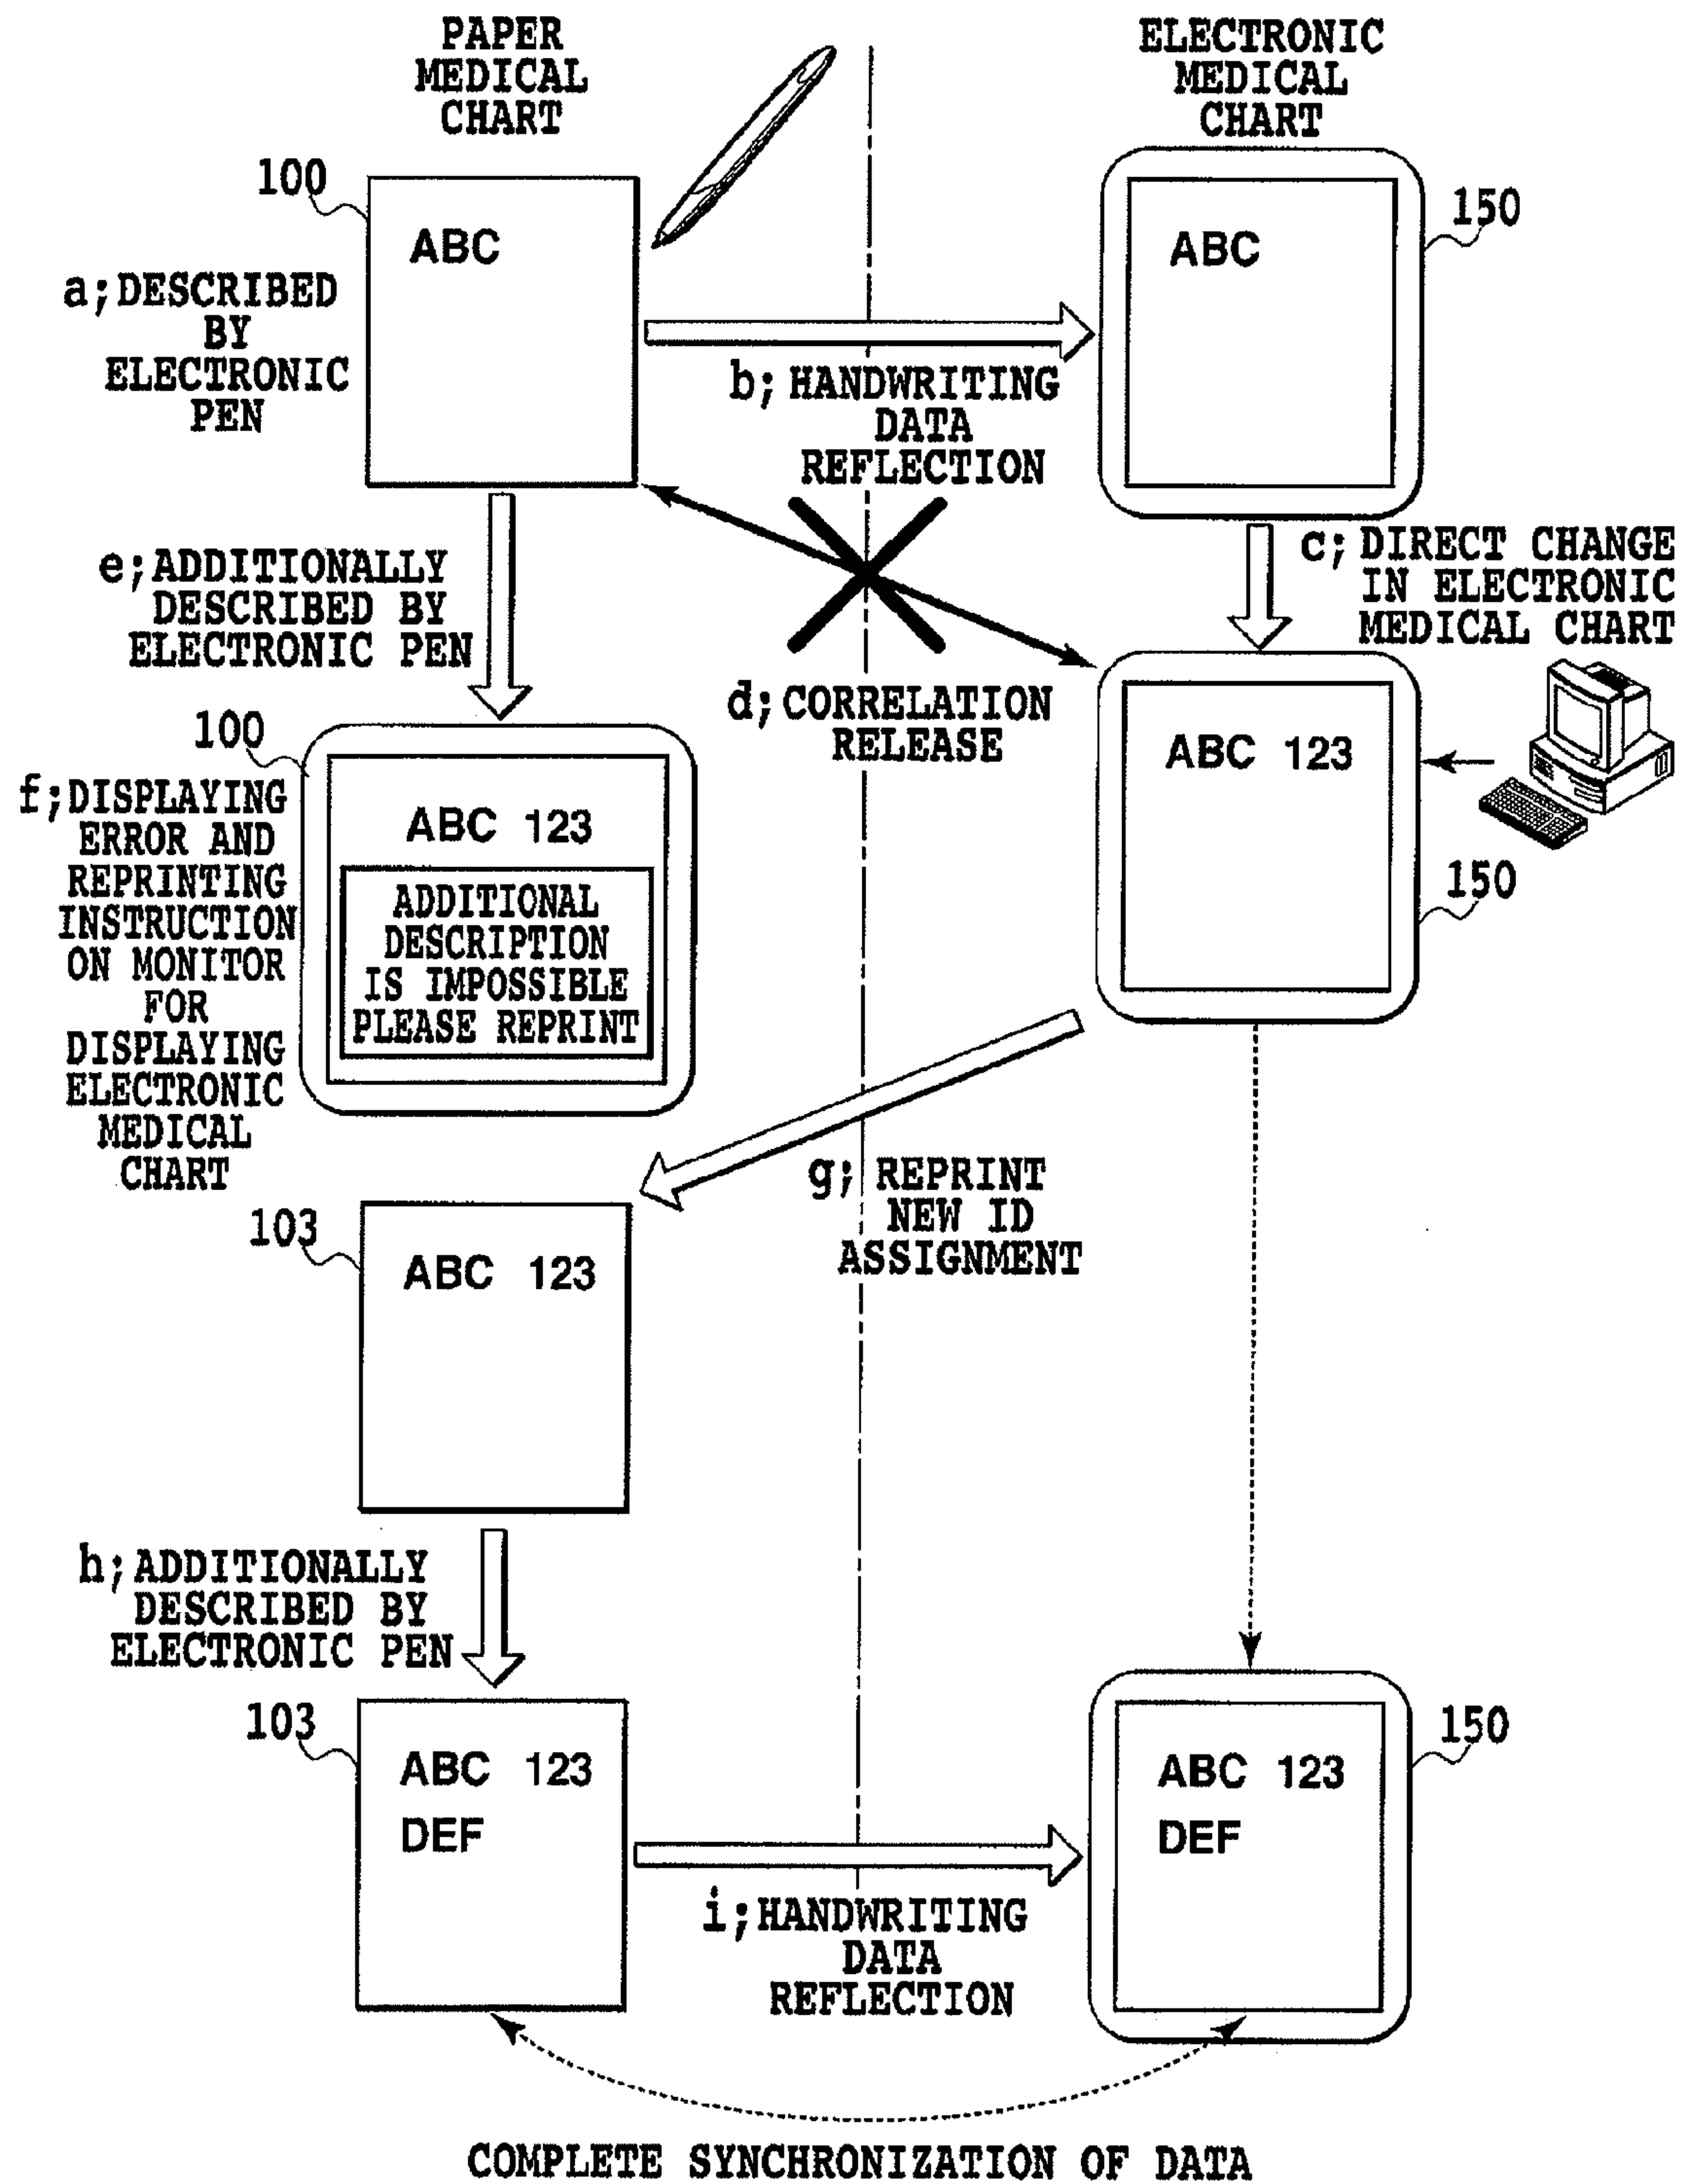 PAPER
MEDICAL
CHART
ELECTRONIC
MEDICAL
CHART
100
ABC
150
ABC
a;DESCRIBED
BY
ELECTRONIC
PEN
b;HANDWRITING
DATA
REFLECTION
c;DIRECT CHANGE
IN ELECTRONIC
MEDICAL CHART
e;ADDITIONALLY
DESCRIBED BY
ELECTRONIC PEN
d;CORRELATION
RELEASE
ABC 123
150
100
f;DISPLAYING
ERROR AND
REPRINTING
INSTRUCTION
ON MONITOR
FOR
DISPLAYING
ELECTRONIC
MEDICAL
CHART
ABC 123
ADDITIONAL
DESCRIPTION
IS IMPOSSIBLE
PLEASE REPRINT
g;REPRINT
NEW ID
ASSIGNMENT
103
ABC 123
h;ADDITIONALLY
DESCRIBED BY
ELECTRONIC PEN
103
ABC 123
DEF
150
ABC 123
DEF
i;HANDWRITING
DATA
REFLECTION
COMPLETE SYNCHRONIZATION OF DATA